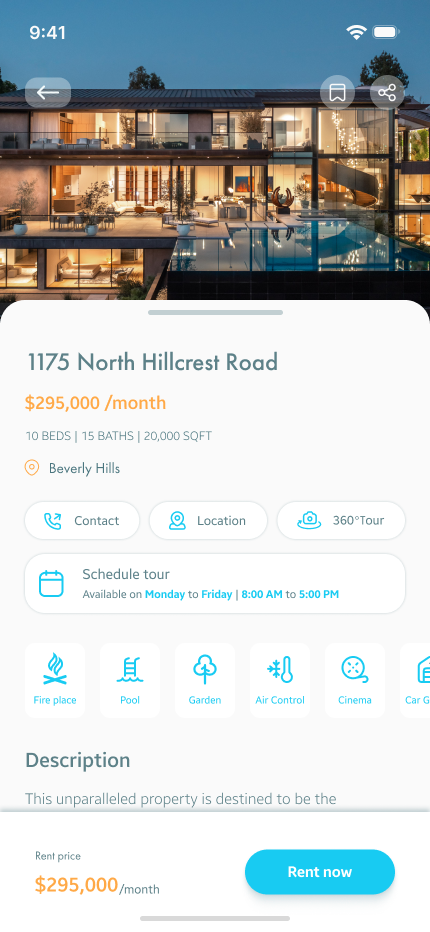 9:41
1175 North Hillcrest Road
$295,000 /month
10 BEDS | 15 BATHS | 20,000 SQFT
Beverly Hills
Contact
Location
360°Tour
Schedule tour
Available on Monday to Friday | 8:00 AM to 5:00 PM
Fire place
Pool
Garden
Air Control
Cinema
Car G
Description
This unparalleled property is destined to be the
Rent price
$295,000/month
Rent now